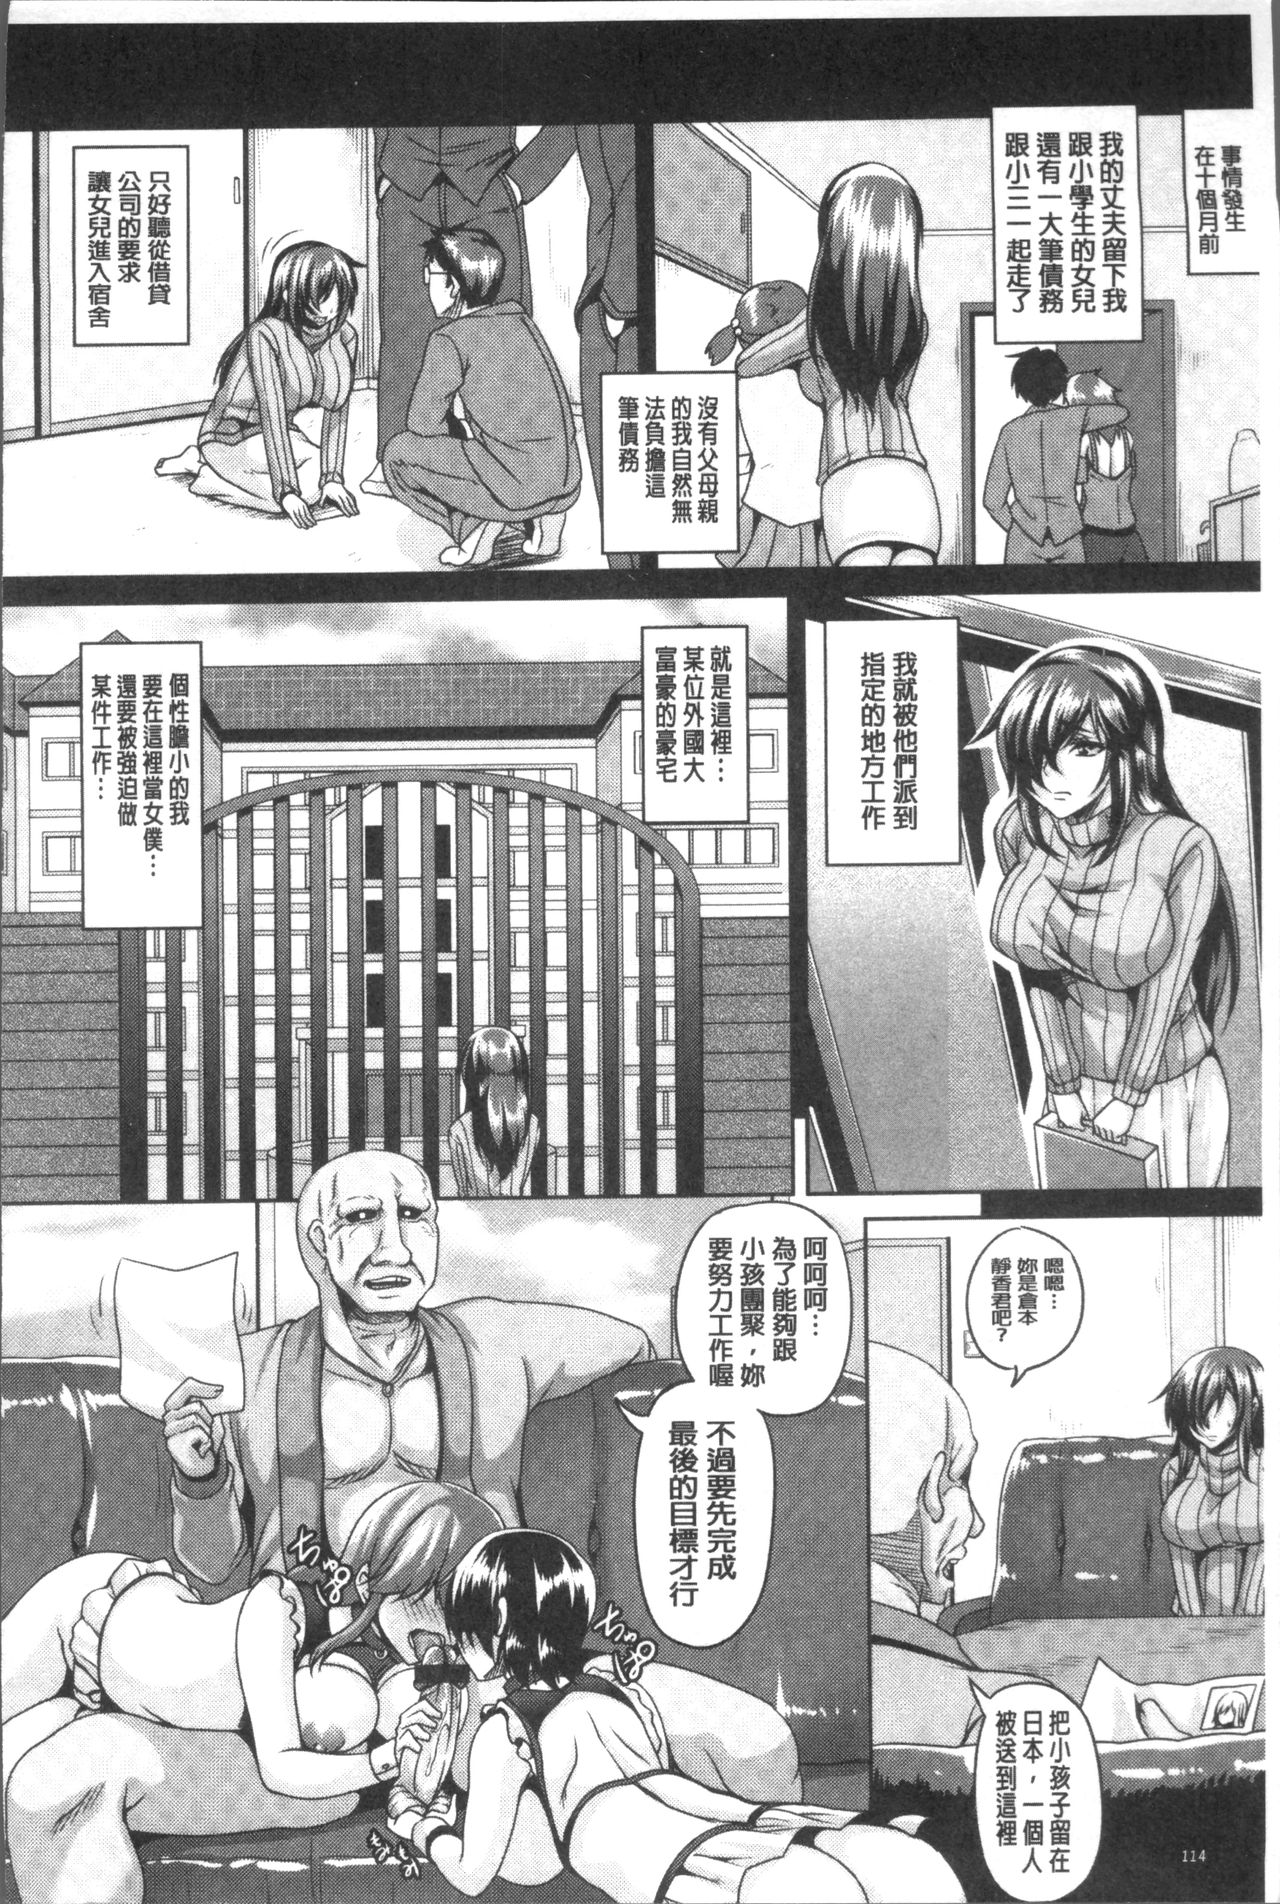 事情發生
在十個月前
我的丈夫留下我
跟小學生的女兒
還有一大筆債務
跟小三一起走了
沒有父母親
的我自然無
法負擔這
筆債務
只好聽從借貸
公司的要求
讓女兒進入宿舍
我就被他們派到
指定的地方工作
就是這裡…
某位外國大
富豪的豪宅
個性膽小的我
要在這裡當女僕…
還要被強迫做
某件工作…
嗯嗯…
妳是倉本
靜香君吧？
把小孩子留在
日本，一個人
被送到這裡
呵呵呵…
為了能夠跟
小孩團聚，妳
要努力工作喔
不過要先完成
最後的目標才行
ちゅぱ
ちゅぱ
114